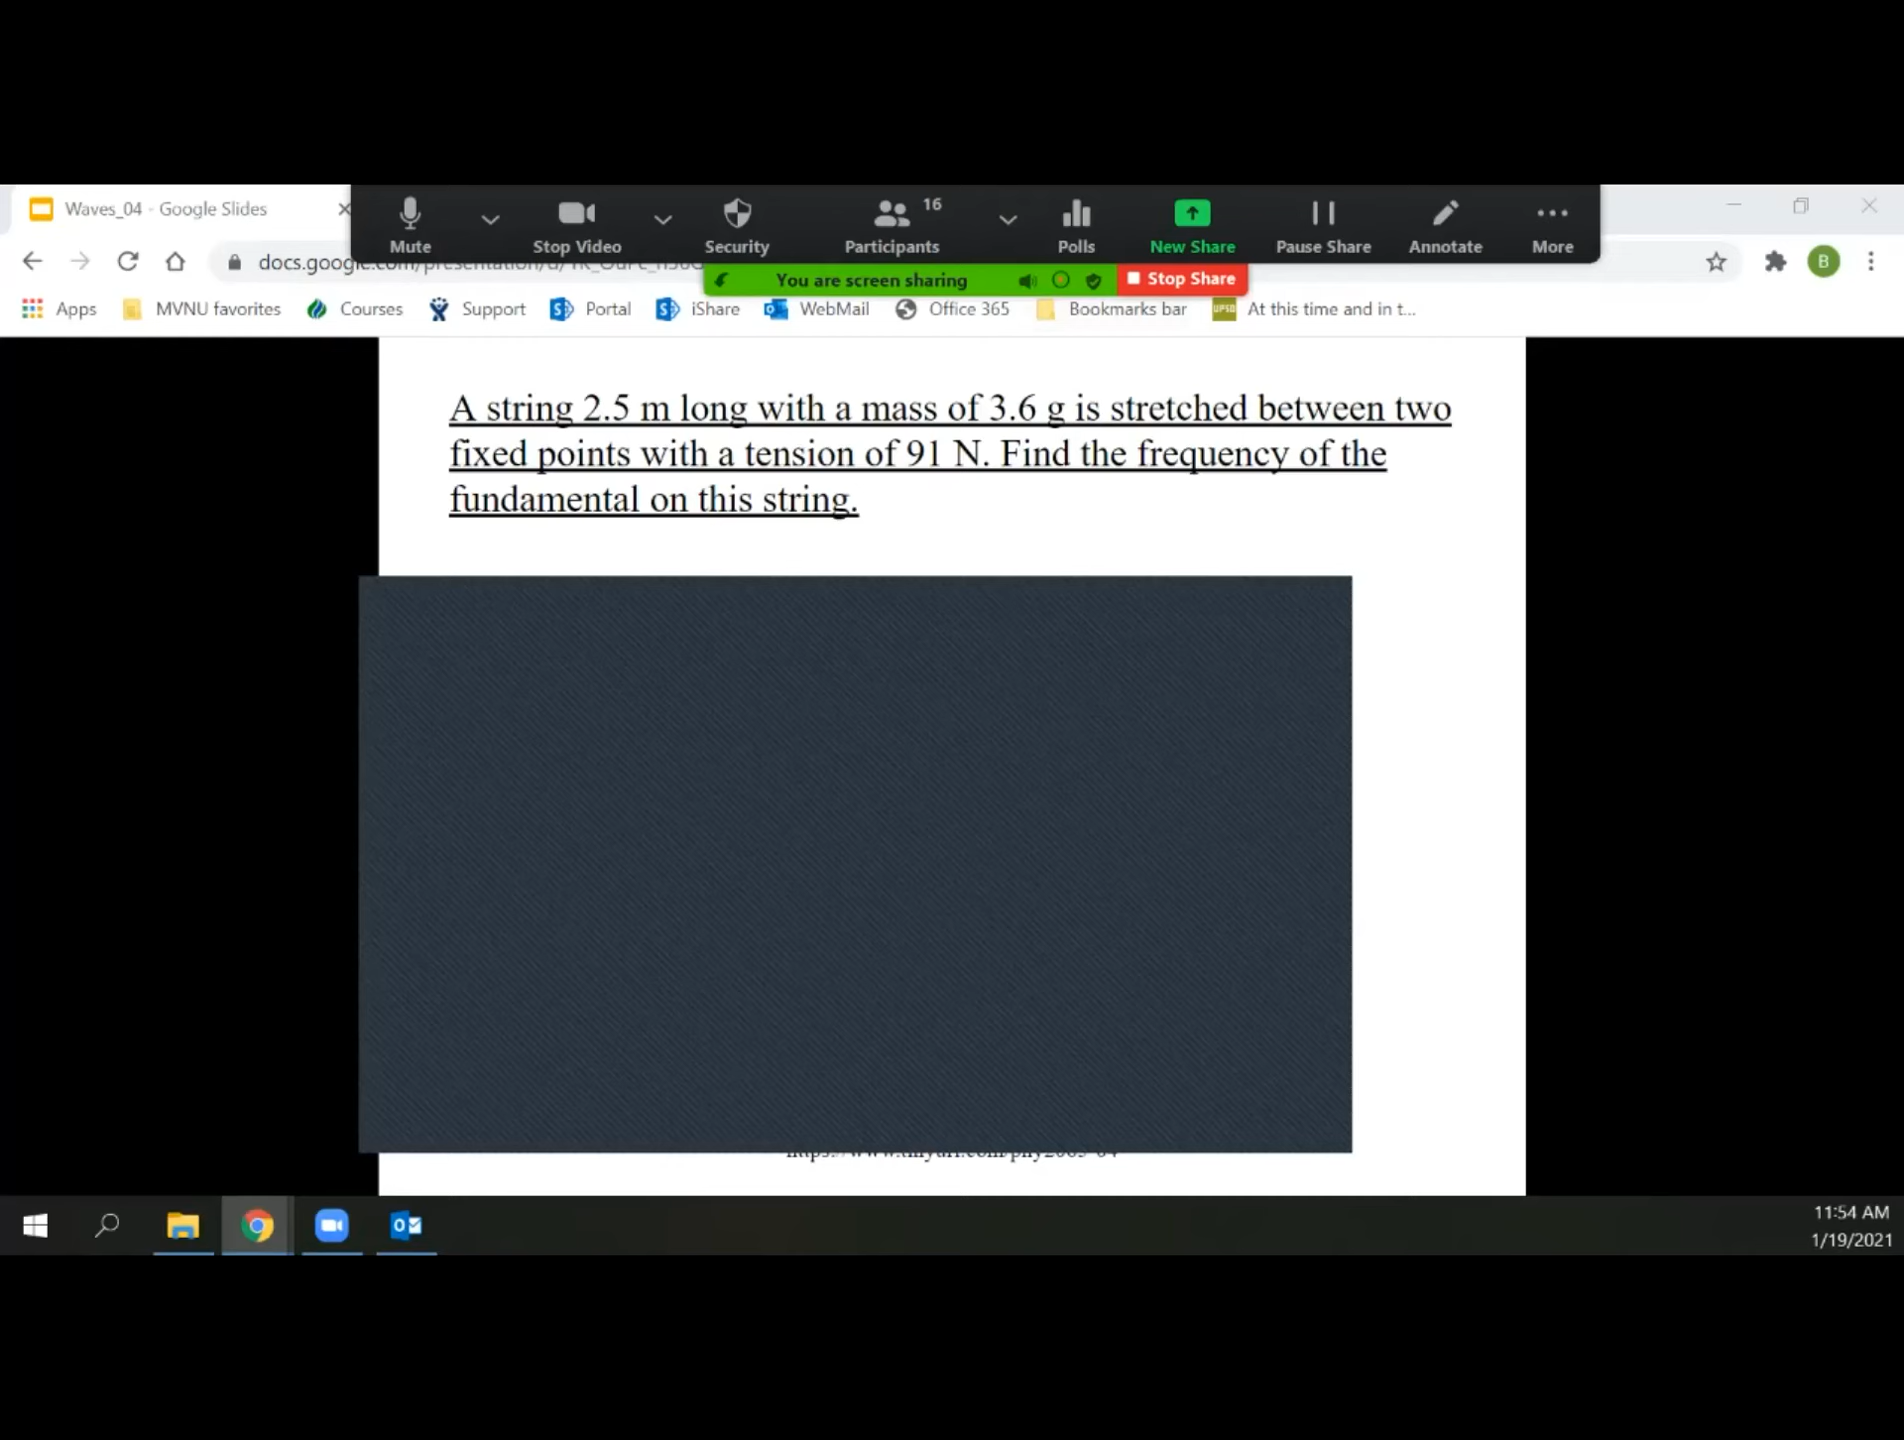 Waves_04 - Google Slides
Mute
Stop Video
Security
Participants
16
Polls
New Share
Pause Share
Annotate
More
You are screen sharing
Stop Share
B
Apps
MVNU favorites
Courses
Support
Portal
iShare
WebMail
Office 365
Bookmarks bar
At this time and in t...
A string 2.5 m long with a mass of 3.6 g is stretched between two
fixed points with a tension of 91 N. Find the frequency of the
fundamental on this string.
11:54 AM
1/19/2021